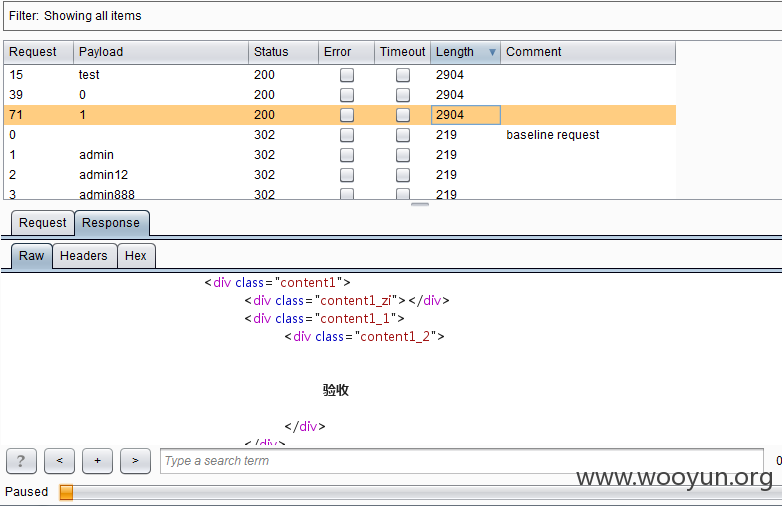 Filter: Showing all items
Request Payload Status Error Timeout Length Comment
15 test 200 2904
39 0 200 2904
71 1 200 2904
0 302 219 baseline request
1 admin 302 219
2 admin12 302 219
3 admin888 302 219
Request Response
Raw Headers Hex
<div class="content1">
<div class="content1_zi"></div>
<div class="content1_1">
<div class="content1_2">
验收
</div>
</div>
? < + > Type a search term 0
www.wooyun.org
Paused